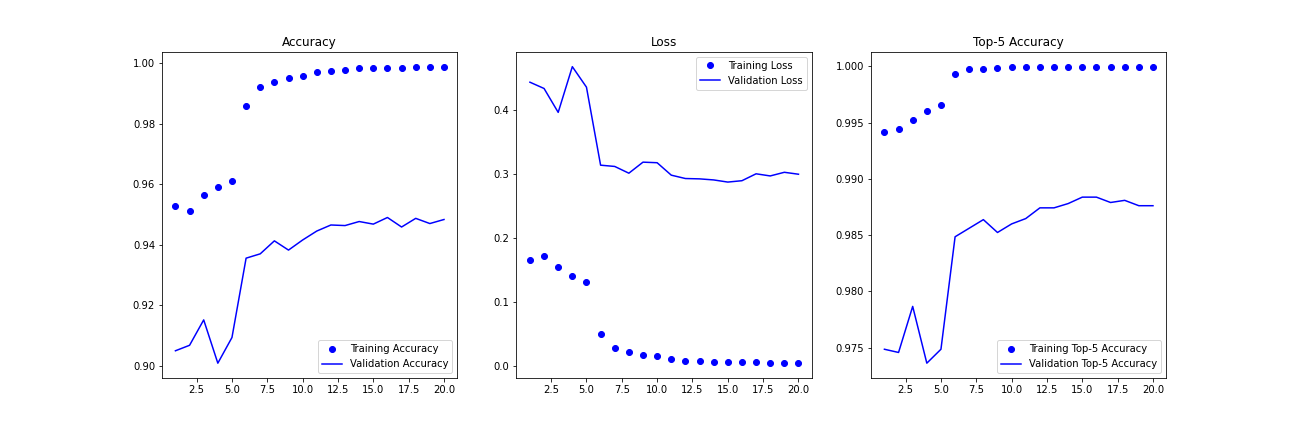 Accuracy
1.00
0.98
0.96
0.94
0.92
0.90
Training Accuracy
Validation Accuracy
2.5 5.0 7.5 10.0 12.5 15.0 17.5 20.0
Loss
Training Loss
Validation Loss
0.4
0.3
0.2
0.1
0.0
2.5 5.0 7.5 10.0 12.5 15.0 17.5 20.0
Top-5 Accuracy
1.000
0.995
0.990
0.985
0.980
0.975
Training Top-5 Accuracy
Validation Top-5 Accuracy
2.5 5.0 7.5 10.0 12.5 15.0 17.5 20.0